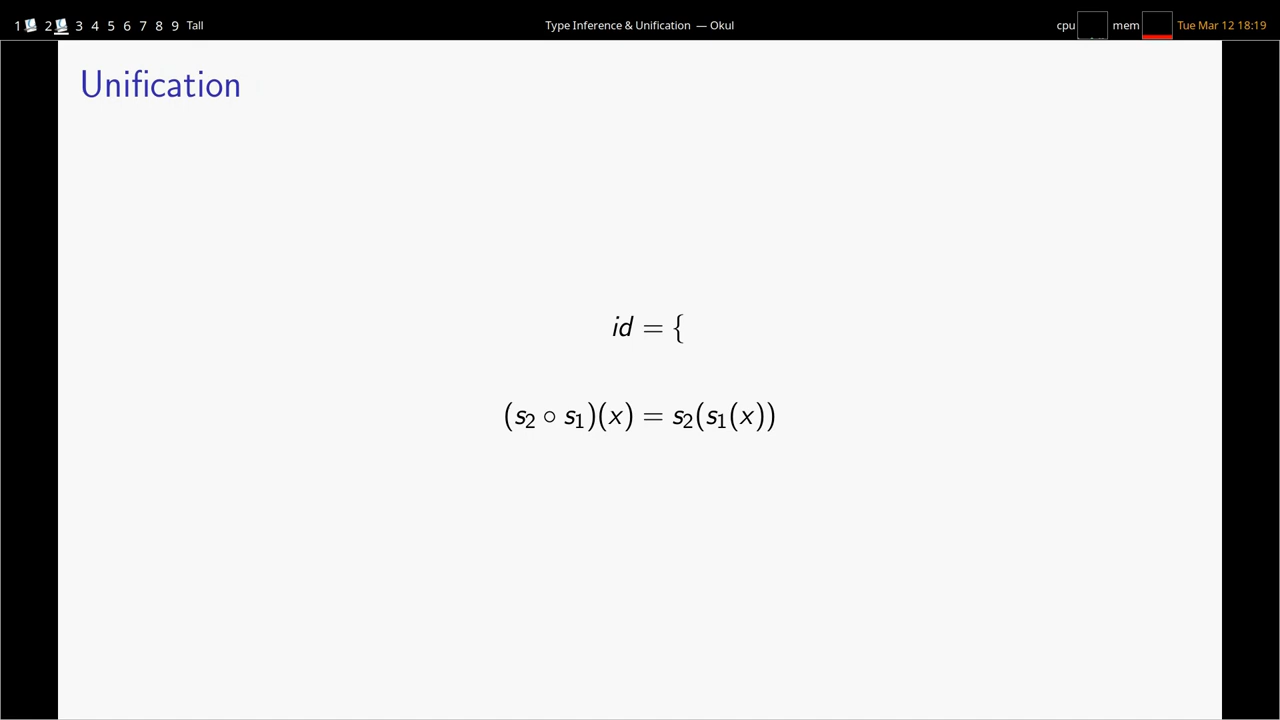 1 2 3 4 5 6 7 8 9 Tall Type Inference & Unification — Okul cpu mem Tue Mar 12 18:19
Unification
id = {
(s₂ ∘ s₁)(x) = s₂(s₁(x))